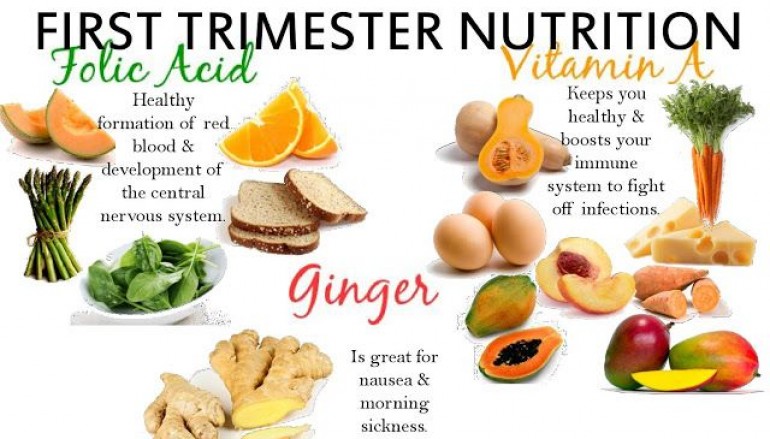 FIRST TRIMESTER NUTRITION
Folic Acid
Healthy
formation of red
blood &
development of
the central
nervous system.
Vitamin A
Keeps you
healthy &
boosts your
immune
system to fight
off infections.
Ginger
Is great for
nausea &
morning
sickness.